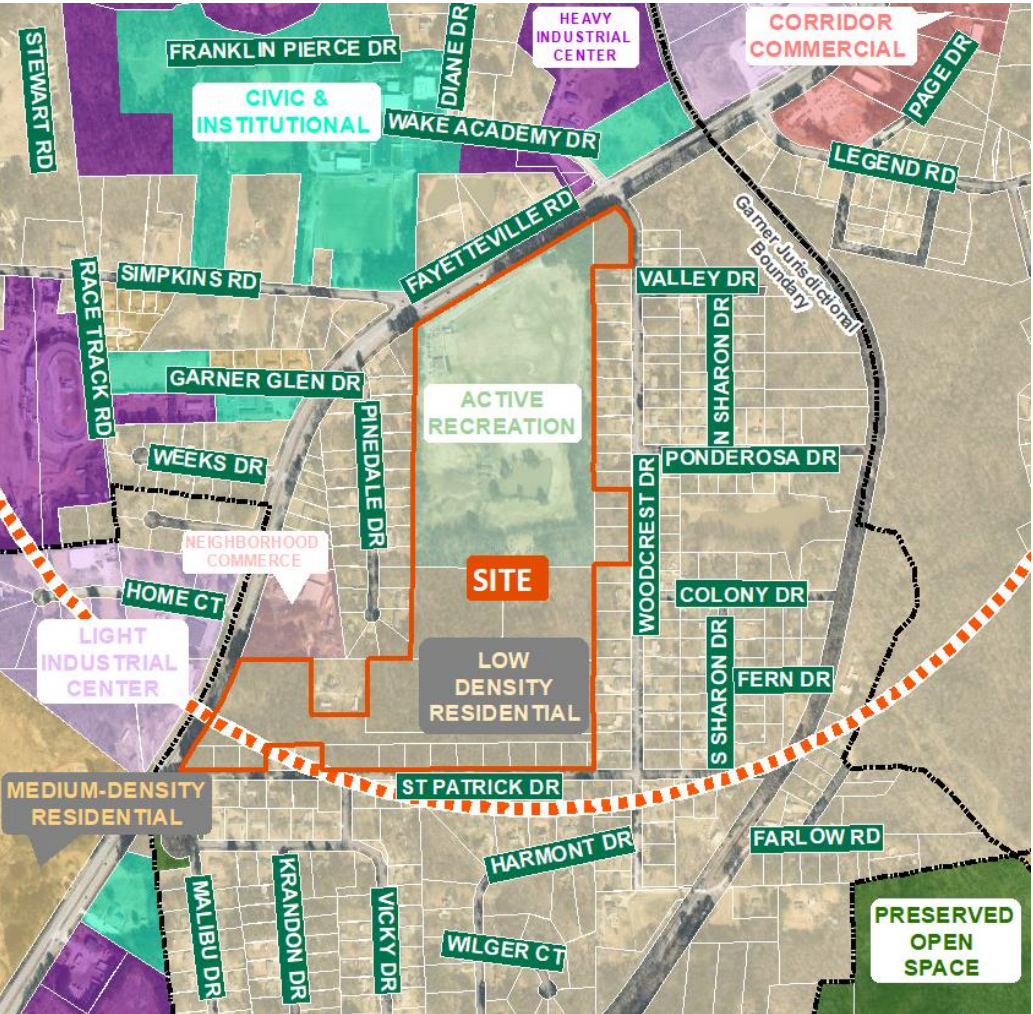 STEWART RD
FRANKLIN PIERCE DR
DIANE DR
HEAVY
INDUSTRIAL
CENTER
CORRIDOR
COMMERCIAL
PAGE DR
CIVIC &
INSTITUTIONAL
WAKE ACADEMY DR
LEGEND RD
FAYETTEVILLE RD
Garner Jurisdictional
Boundary
SIMPKINS RD
VALLEY DR
RACE TRACK RD
N SHARON DR
GARNER GLEN DR
ACTIVE
RECREATION
PINEDALE DR
WEEKS DR
PONDEROSA DR
WOODCREST DR
NEIGHBORHOOD
COMMERCE
SITE
HOME CT
COLONY DR
LIGHT
INDUSTRIAL
CENTER
LOW
DENSITY
RESIDENTIAL
S SHARON DR
FERN DR
MEDIUM-DENSITY
RESIDENTIAL
ST PATRICK DR
HARMONT DR
FARLOW RD
MALIBU DR
KRANDON DR
VICKY DR
WILGER CT
PRESERVED
OPEN
SPACE